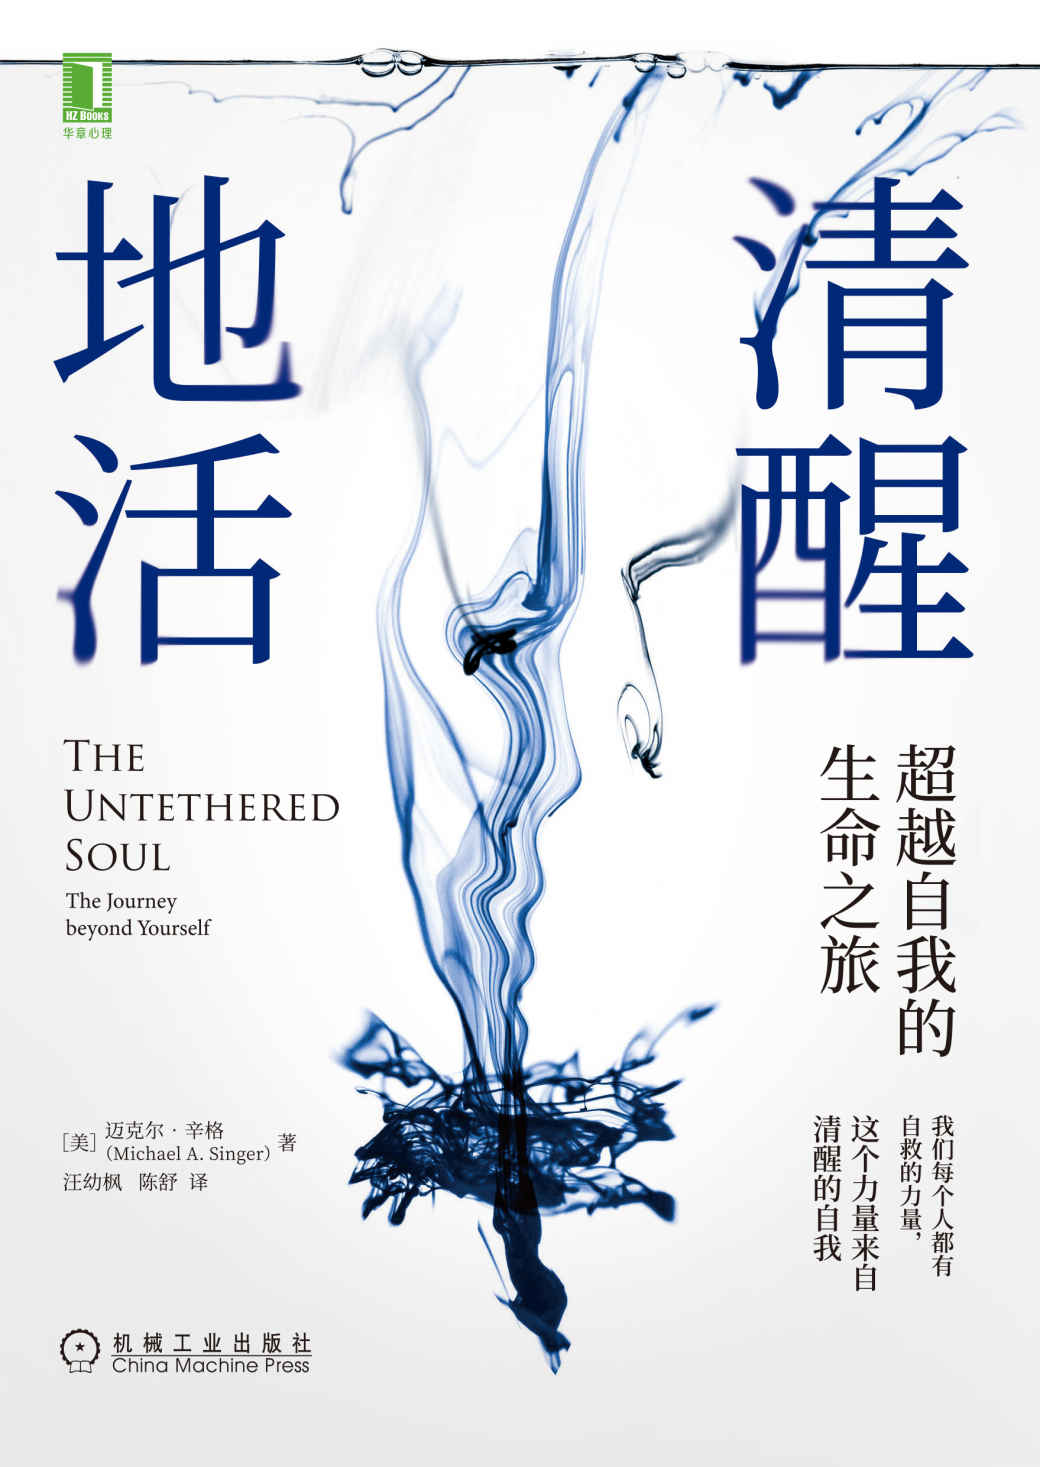 HZ BOOKS
华章心理
清醒
地活
THE
UNTETHERED
SOUL
The Journey
beyond Yourself
超越自我的
生命之旅
我们每个人都有
自救的力量，
这个力量来自
清醒的自我
[美] 迈克尔·辛格
(Michael A. Singer) 著
汪幼枫 陈舒 译
机械工业出版社
China Machine Press